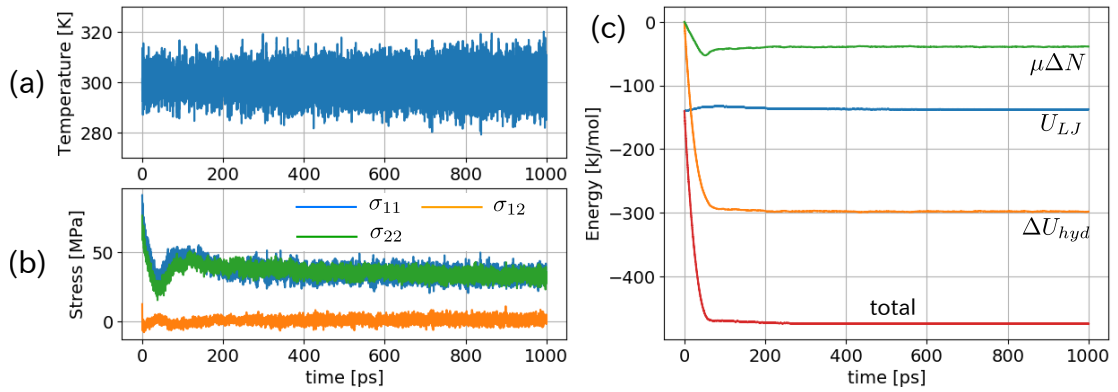 (a)
Temperature [K]
320
300
280
0 200 400 600 800 1000
(b)
Stress [MPa]
50
0
σ11 σ12
σ22
0 200 400 600 800 1000
time [ps]
(c)
Energy [kJ/mol]
0
−100
−200
−300
−400
μΔN
U_LJ
ΔU_hyd
total
0 200 400 600 800 1000
time [ps]